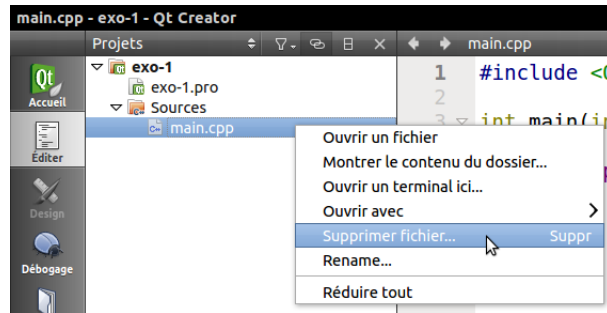 main.cpp - exo-1 - Qt Creator
Projets
main.cpp
Qt
Accueil
exo-1
exo-1.pro
Sources
main.cpp
Éditer
Design
Débogage
1 #include <
2
3 int main(i
Ouvrir un fichier
Montrer le contenu du dossier...
Ouvrir un terminal ici...
Ouvrir avec
Supprimer fichier... Suppr
Rename...
Réduire tout